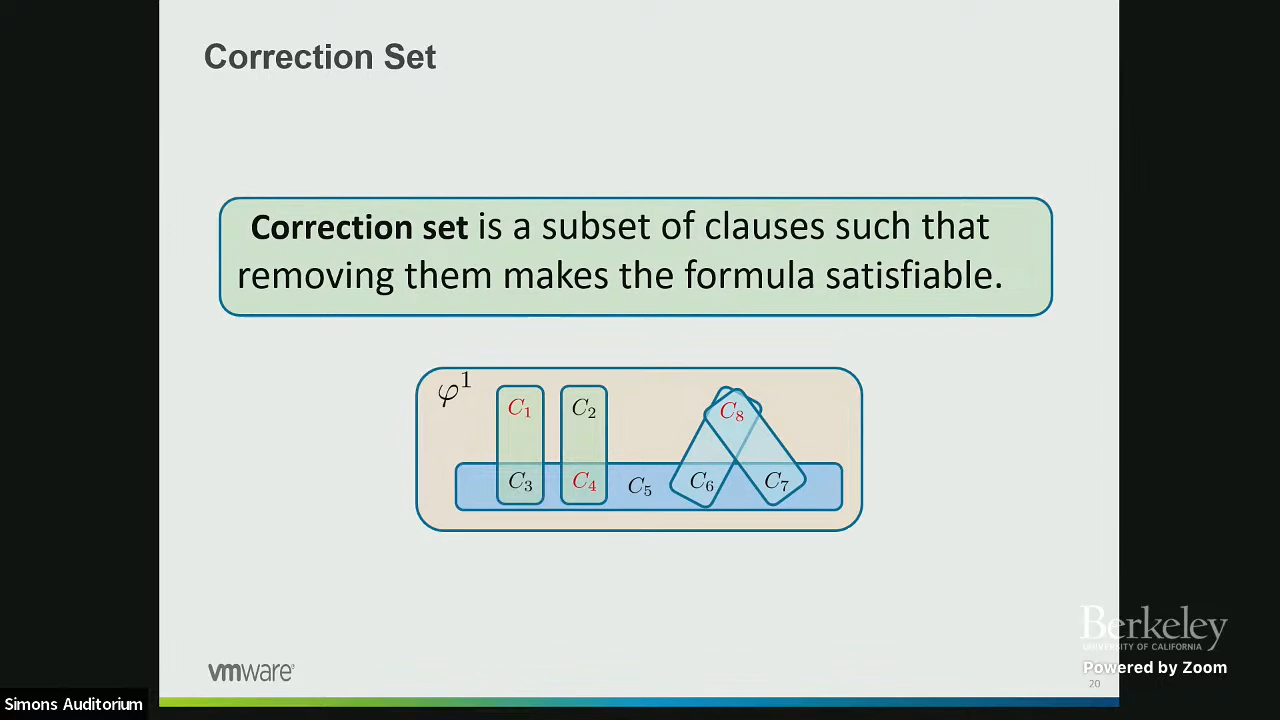 Correction Set
Correction set is a subset of clauses such that
removing them makes the formula satisfiable.
φ¹
C₁ C₂ C₈
C₃ C₄ C₅ C₆ C₇
Berkeley
UNIVERSITY OF CALIFORNIA
Powered by Zoom
vmware®
20
Simons Auditorium